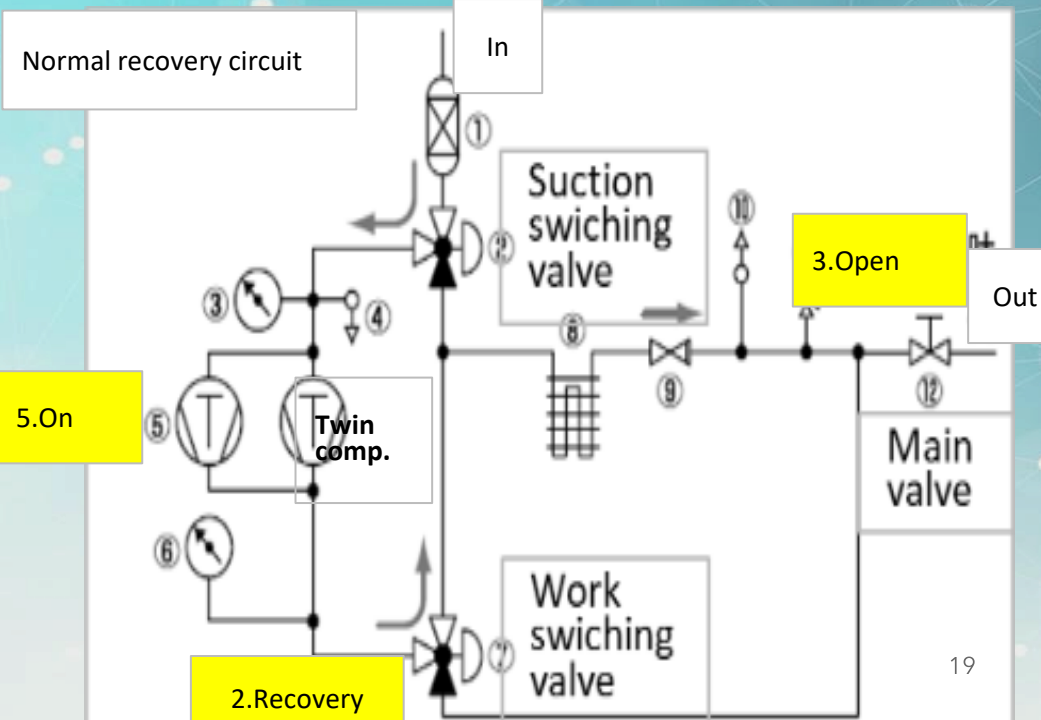 Normal recovery circuit
In
①
Suction
swiching
valve
②
⑩
3.Open
Out
③
④
⑧
⑨
⑫
5.On
⑤
Twin
comp.
Main
valve
⑥
Work
swiching
valve
⑦
2.Recovery
19